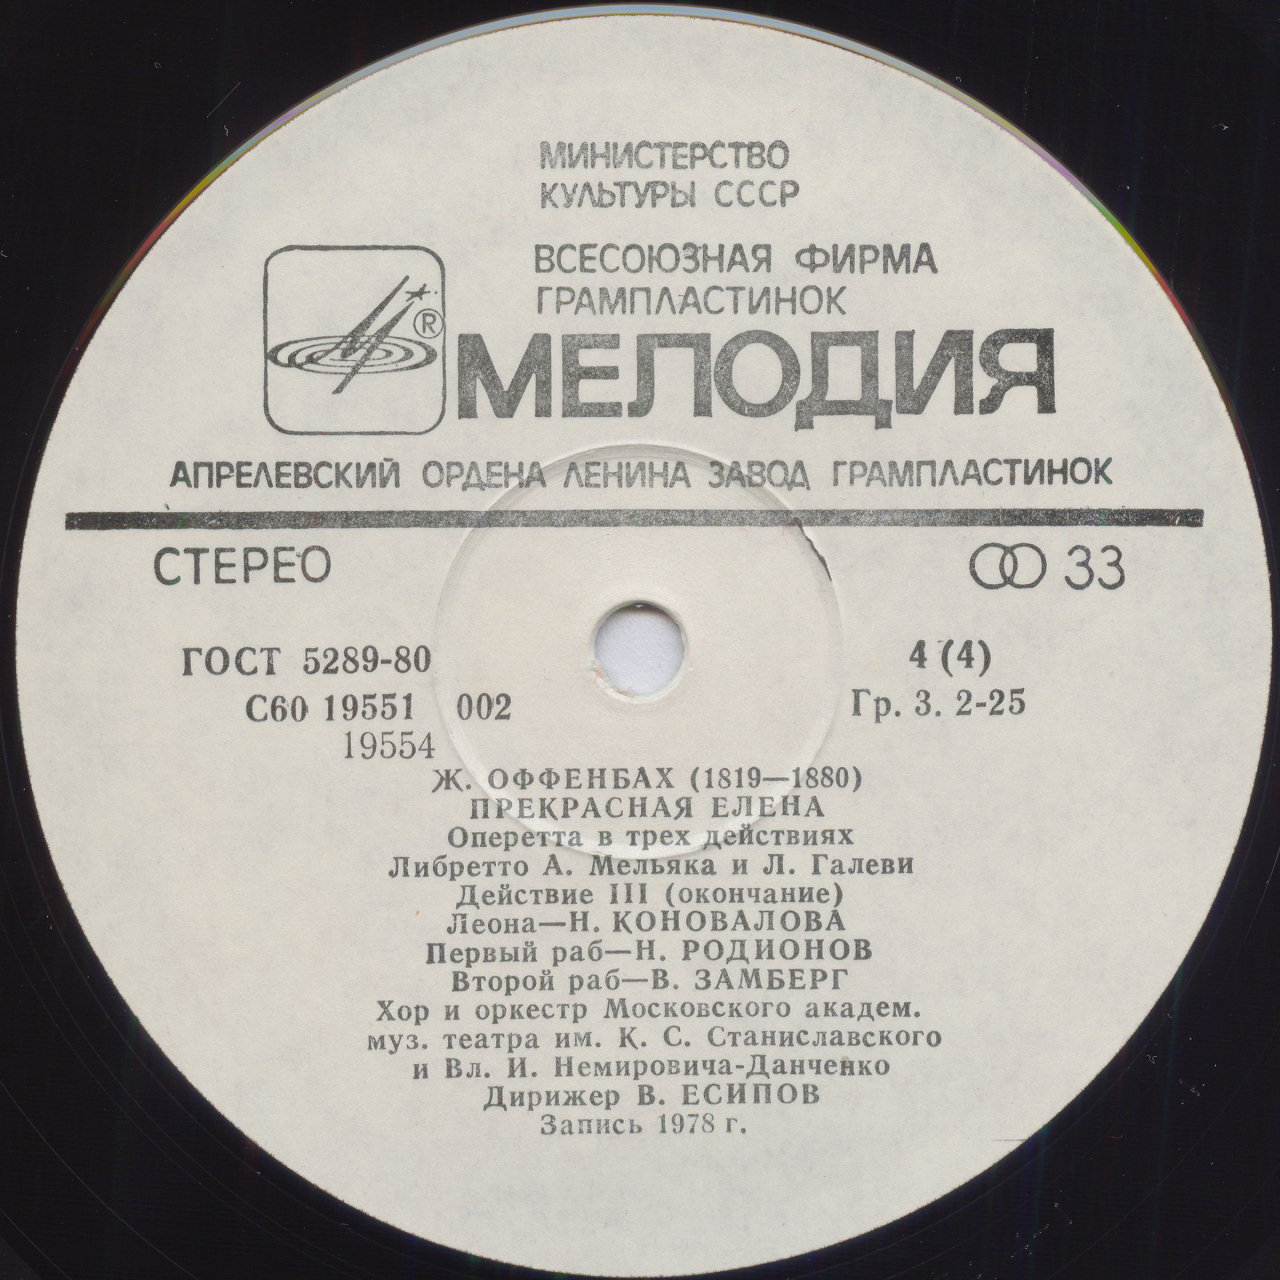 МИНИСТЕРСТВО
КУЛЬТУРЫ СССР
ВСЕСОЮЗНАЯ ФИРМА
ГРАМПЛАСТИНОК
®
МЕЛОДИЯ
АПРЕЛЕВСКИЙ ОРДЕНА ЛЕНИНА ЗАВОД ГРАМПЛАСТИНОК
СТЕРЕО 33
ГОСТ 5289-80 4 (4)
С60 19551 002 Гр. 3. 2-25
19554
Ж. ОФФЕНБАХ (1819—1880)
ПРЕКРАСНАЯ ЕЛЕНА
Оперетта в трех действиях
Либретто А. Мельяка и Л. Галеви
Действие III (окончание)
Леона—Н. КОНОВАЛОВА
Первый раб—Н. РОДИОНОВ
Второй раб—В. ЗАМБЕРГ
Хор и оркестр Московского академ.
муз. театра им. К. С. Станиславского
и Вл. И. Немировича-Данченко
Дирижер В. ЕСИПОВ
Запись 1978 г.